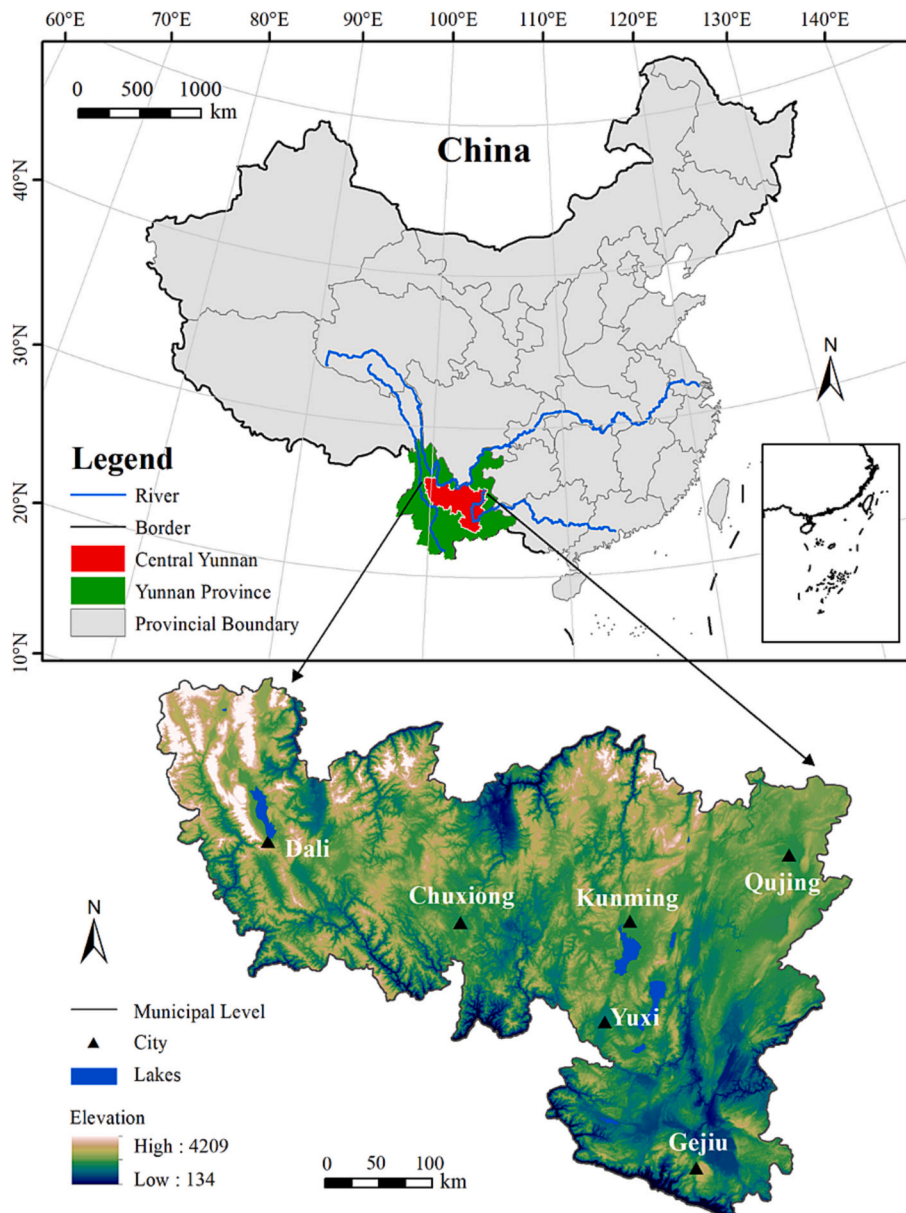 60°E 70°E 80°E 90°E 100°E 110°E 120°E 130°E 140°E
0 500 1000
km
China
40°N
30°N
20°N
10°N
N
Legend
River
Border
Central Yunnan
Yunnan Province
Provincial Boundary
Dali
Chuxiong
Kunming
Qujing
Yuxi
Gejiu
N
Municipal Level
City
Lakes
Elevation
High : 4209
Low : 134
0 50 100
km